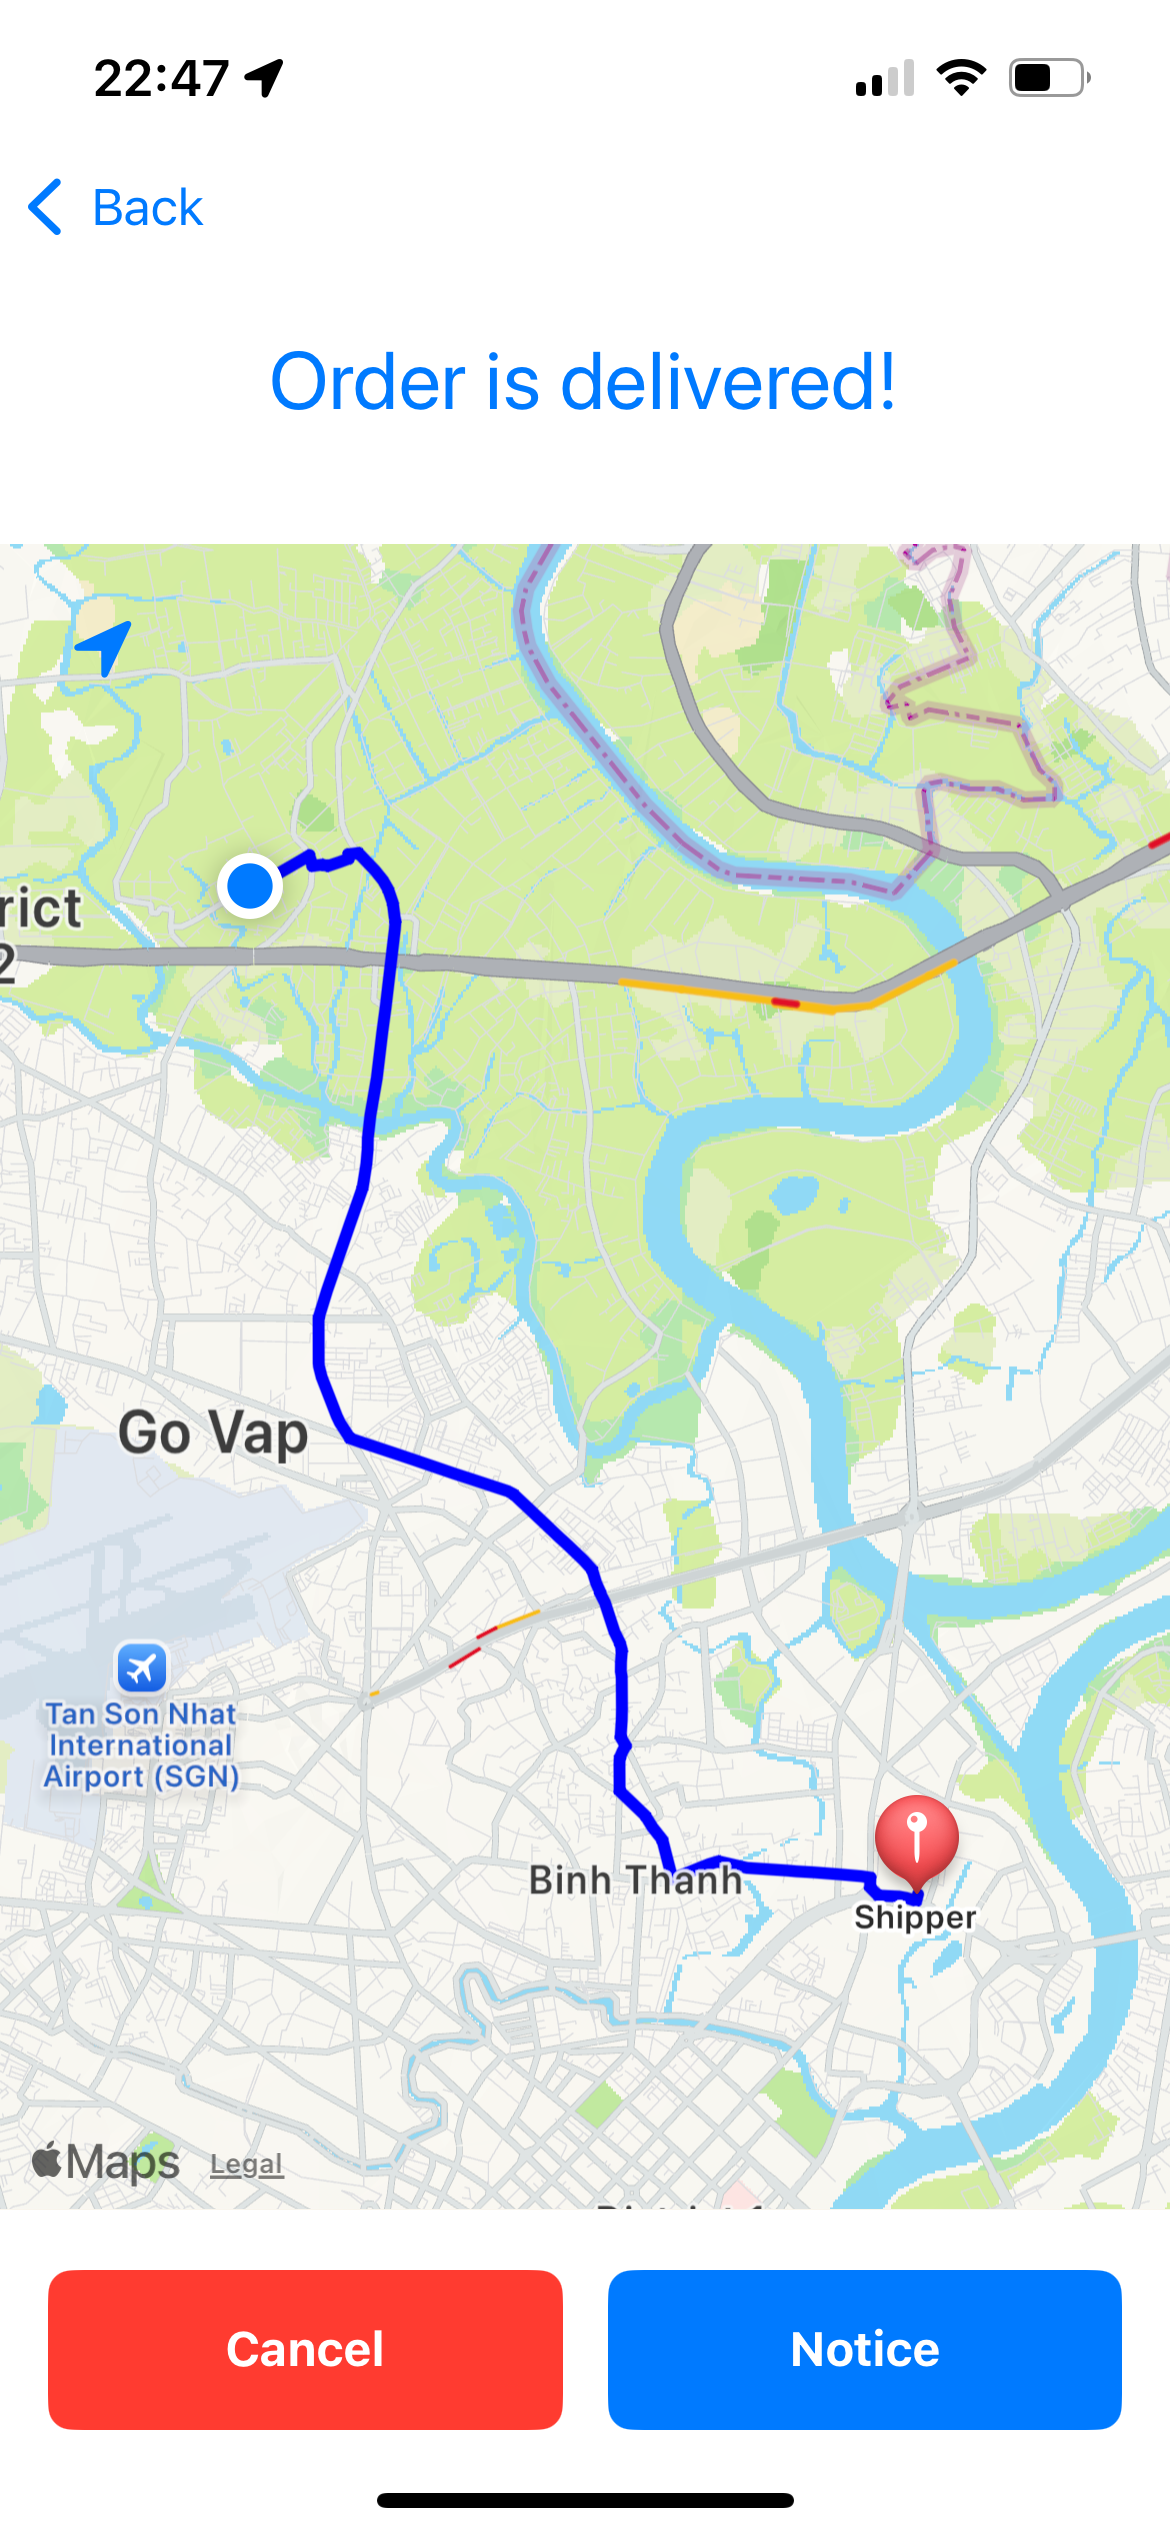 22:47
Back
Order is delivered!
rict
2
Go Vap
Tan Son Nhat
International
Airport (SGN)
Binh Thanh
Shipper
Maps Legal
Cancel
Notice